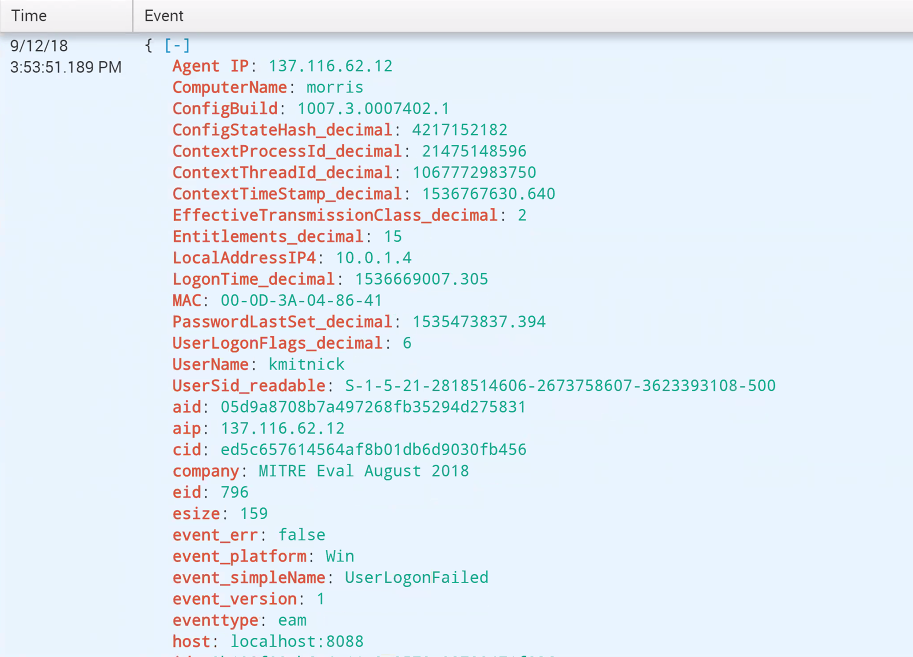 Time Event
9/12/18 { [-]
3:53:51.189 PM Agent IP: 137.116.62.12
ComputerName: morris
ConfigBuild: 1007.3.0007402.1
ConfigStateHash_decimal: 4217152182
ContextProcessId_decimal: 21475148596
ContextThreadId_decimal: 1067772983750
ContextTimeStamp_decimal: 1536767630.640
EffectiveTransmissionClass_decimal: 2
Entitlements_decimal: 15
LocalAddressIP4: 10.0.1.4
LogonTime_decimal: 1536669007.305
MAC: 00-0D-3A-04-86-41
PasswordLastSet_decimal: 1535473837.394
UserLogonFlags_decimal: 6
UserName: kmitnick
UserSid_readable: S-1-5-21-2818514606-2673758607-3623393108-500
aid: 05d9a8708b7a497268fb35294d275831
aip: 137.116.62.12
cid: ed5c657614564af8b01db6d9030fb456
company: MITRE Eval August 2018
eid: 796
esize: 159
event_err: false
event_platform: Win
event_simpleName: UserLogonFailed
event_version: 1
eventtype: eam
host: localhost:8088